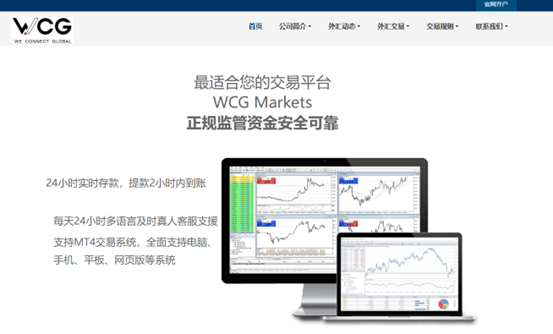 官网开户
WCG
WE CONNECT GLOBAL
首页 公司简介 外汇动态 外汇交易 交易规则 联系我们
最适合您的交易平台
WCG Markets
正规监管资金安全可靠
24小时实时存款，提款2小时内到账
每天24小时多语言及时真人客服支援
支持MT4交易系统，全面支持电脑、
手机、平板、网页版等系统